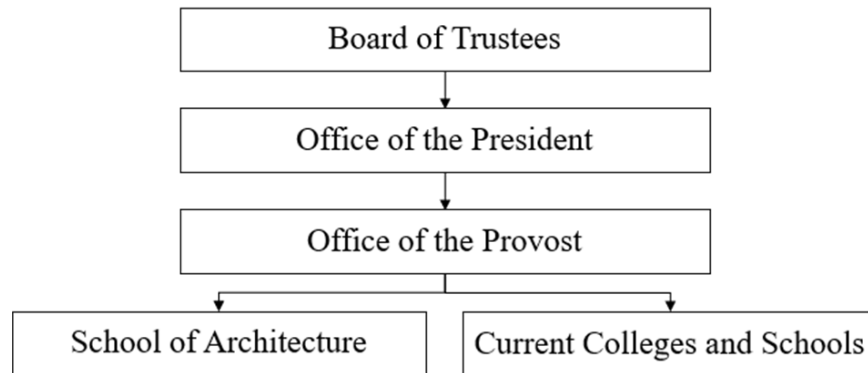 Board of Trustees
Office of the President
Office of the Provost
School of Architecture
Current Colleges and Schools